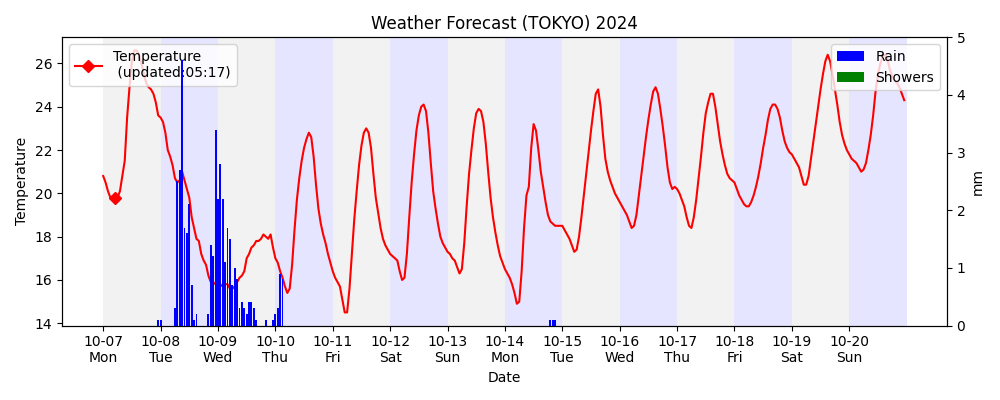 Weather Forecast (TOKYO) 2024
Temperature
(updated:05:17)
Rain
Showers
Temperature
26
24
22
20
18
16
14
mm
5
4
3
2
1
0
10-07 10-08 10-09 10-10 10-11 10-12 10-13 10-14 10-15 10-16 10-17 10-18 10-19 10-20
Mon Tue Wed Thu Fri Sat Sun Mon Tue Wed Thu Fri Sat Sun
Date